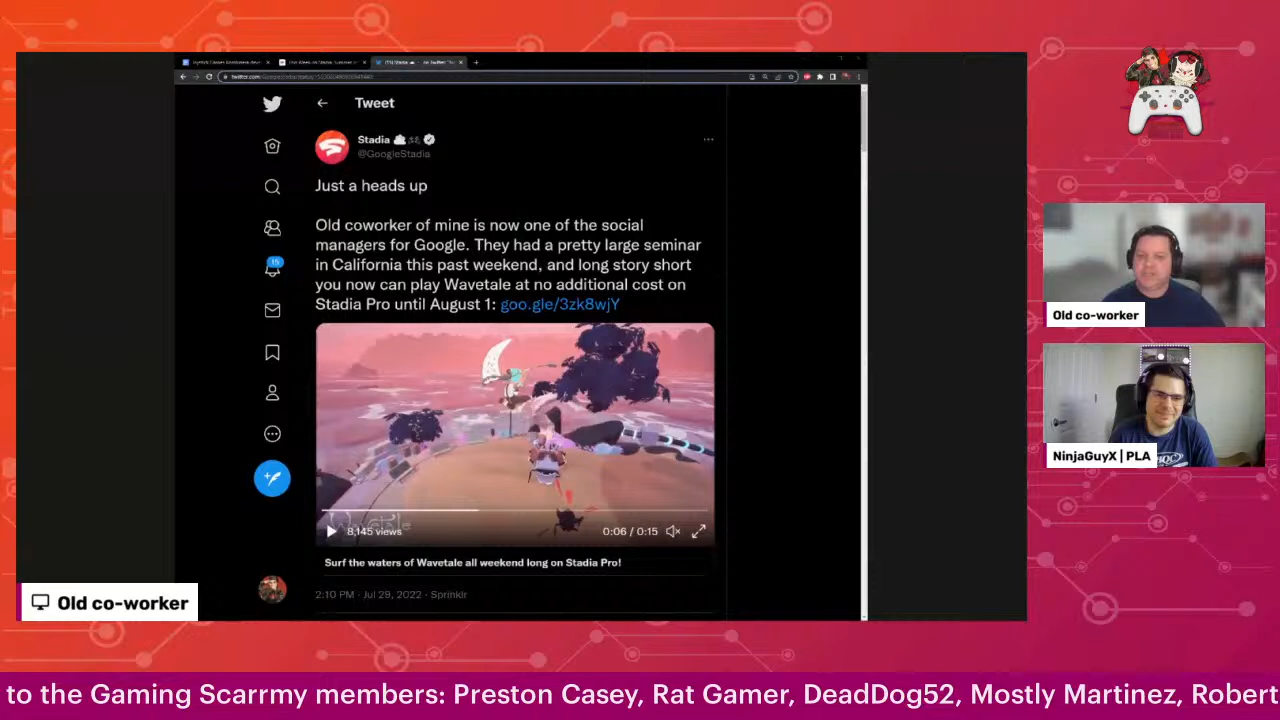 Tweet
Stadia
@GoogleStadia
Just a heads up
Old coworker of mine is now one of the social
managers for Google. They had a pretty large seminar
in California this past weekend, and long story short
you now can play Wavetale at no additional cost on
Stadia Pro until August 1: goo.gle/3zk8wjY
15
Wavetale
8,145 views
0:06 / 0:15
Surf the waters of Wavetale all weekend long on Stadia Pro!
2:10 PM · Jul 29, 2022 · Sprinklr
Old co-worker
NinjaGuyX | PLA
Old co-worker
to the Gaming Scarrmy members: Preston Casey, Rat Gamer, DeadDog52, Mostly Martinez, Robert